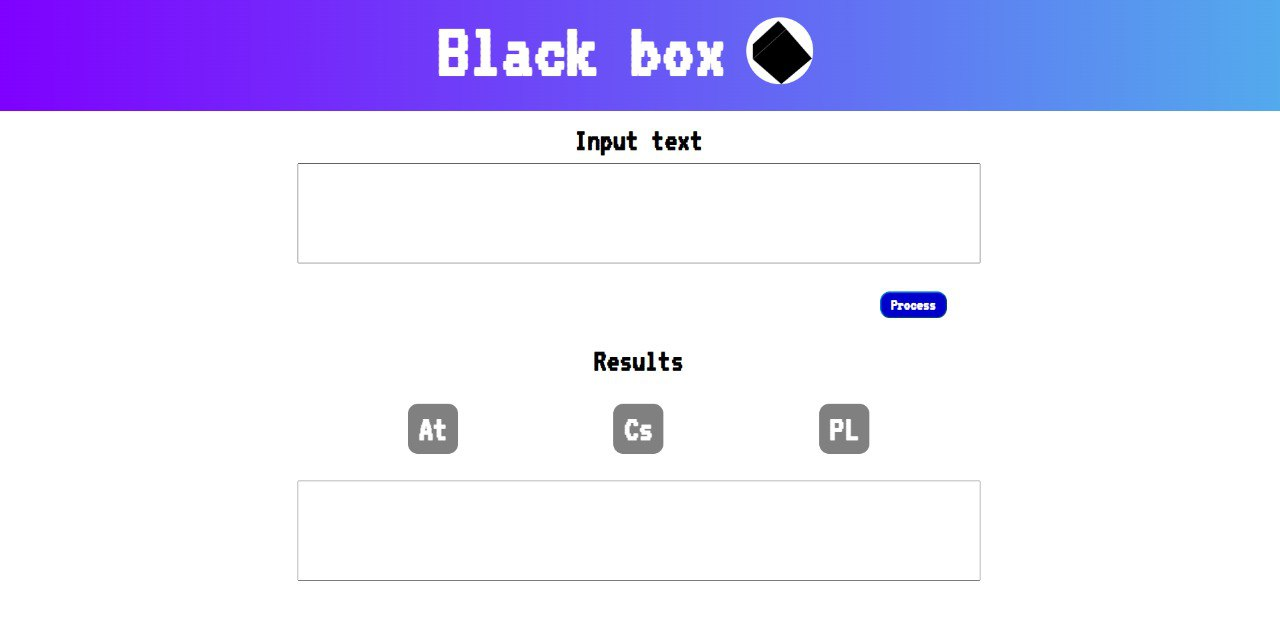 Black box
Input text
Process
Results
At Cs PL